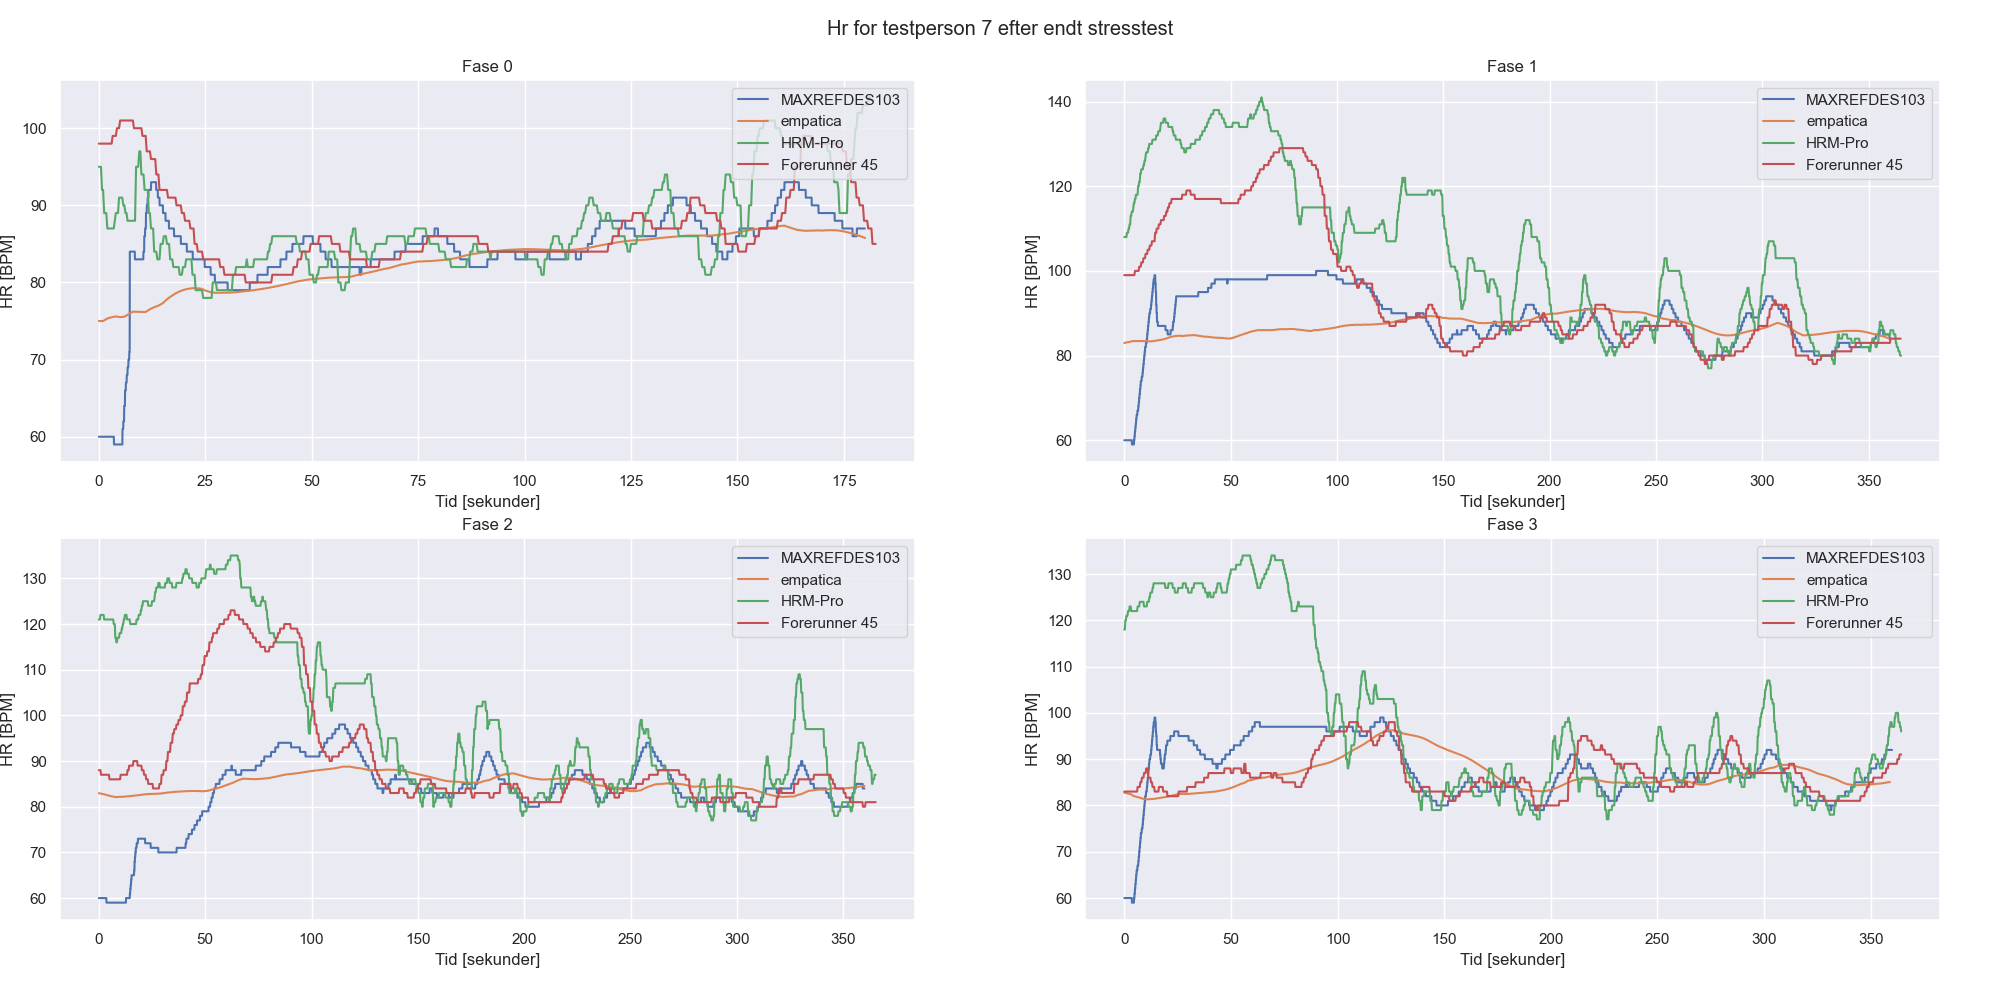 Hr for testperson 7 efter endt stresstest
Fase 0
MAXREFDES103
empatica
HRM-Pro
Forerunner 45
100
90
80
70
60
HR [BPM]
0 25 50 75 100 125 150 175
Tid [sekunder]
Fase 1
MAXREFDES103
empatica
HRM-Pro
Forerunner 45
140
120
100
80
60
HR [BPM]
0 50 100 150 200 250 300 350
Tid [sekunder]
Fase 2
MAXREFDES103
empatica
HRM-Pro
Forerunner 45
130
120
110
100
90
80
70
60
HR [BPM]
0 50 100 150 200 250 300 350
Tid [sekunder]
Fase 3
MAXREFDES103
empatica
HRM-Pro
Forerunner 45
130
120
110
100
90
80
70
60
HR [BPM]
0 50 100 150 200 250 300 350
Tid [sekunder]